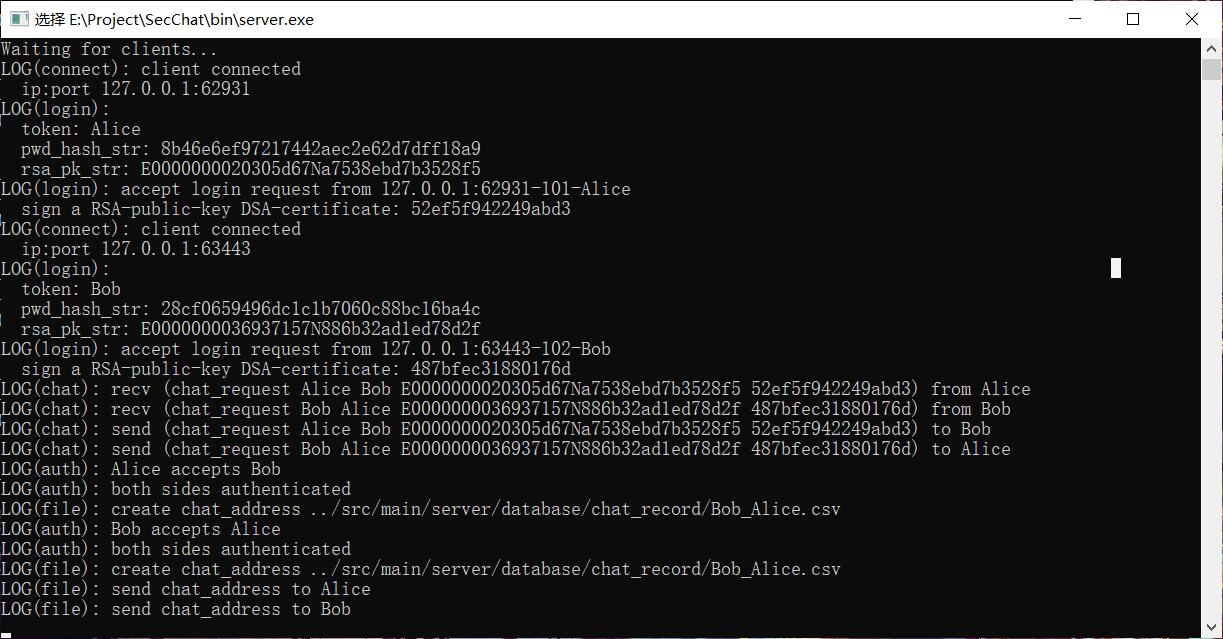 选择 E:\Project\SecChat\bin\server.exe
Waiting for clients...
LOG(connect): client connected
  ip:port 127.0.0.1:62931
LOG(login):
  token: Alice
  pwd_hash_str: 8b46e6ef97217442aec2e62d7dff18a9
  rsa_pk_str: E0000000020305d67Na7538ebd7b3528f5
LOG(login): accept login request from 127.0.0.1:62931-101-Alice
  sign a RSA-public-key DSA-certificate: 52ef5f942249abd3
LOG(connect): client connected
  ip:port 127.0.0.1:63443
LOG(login):
  token: Bob
  pwd_hash_str: 28cf0659496dc1c1b7060c88bc16ba4c
  rsa_pk_str: E0000000036937157N886b32ad1ed78d2f
LOG(login): accept login request from 127.0.0.1:63443-102-Bob
  sign a RSA-public-key DSA-certificate: 487bfec31880176d
LOG(chat): recv (chat_request Alice Bob E0000000020305d67Na7538ebd7b3528f5 52ef5f942249abd3) from Alice
LOG(chat): recv (chat_request Bob Alice E0000000036937157N886b32ad1ed78d2f 487bfec31880176d) from Bob
LOG(chat): send (chat_request Alice Bob E0000000020305d67Na7538ebd7b3528f5 52ef5f942249abd3) to Bob
LOG(chat): send (chat_request Bob Alice E0000000036937157N886b32ad1ed78d2f 487bfec31880176d) to Alice
LOG(auth): Alice accepts Bob
LOG(auth): both sides authenticated
LOG(file): create chat_address ../src/main/server/database/chat_record/Bob_Alice.csv
LOG(auth): Bob accepts Alice
LOG(auth): both sides authenticated
LOG(file): create chat_address ../src/main/server/database/chat_record/Bob_Alice.csv
LOG(file): send chat_address to Alice
LOG(file): send chat_address to Bob